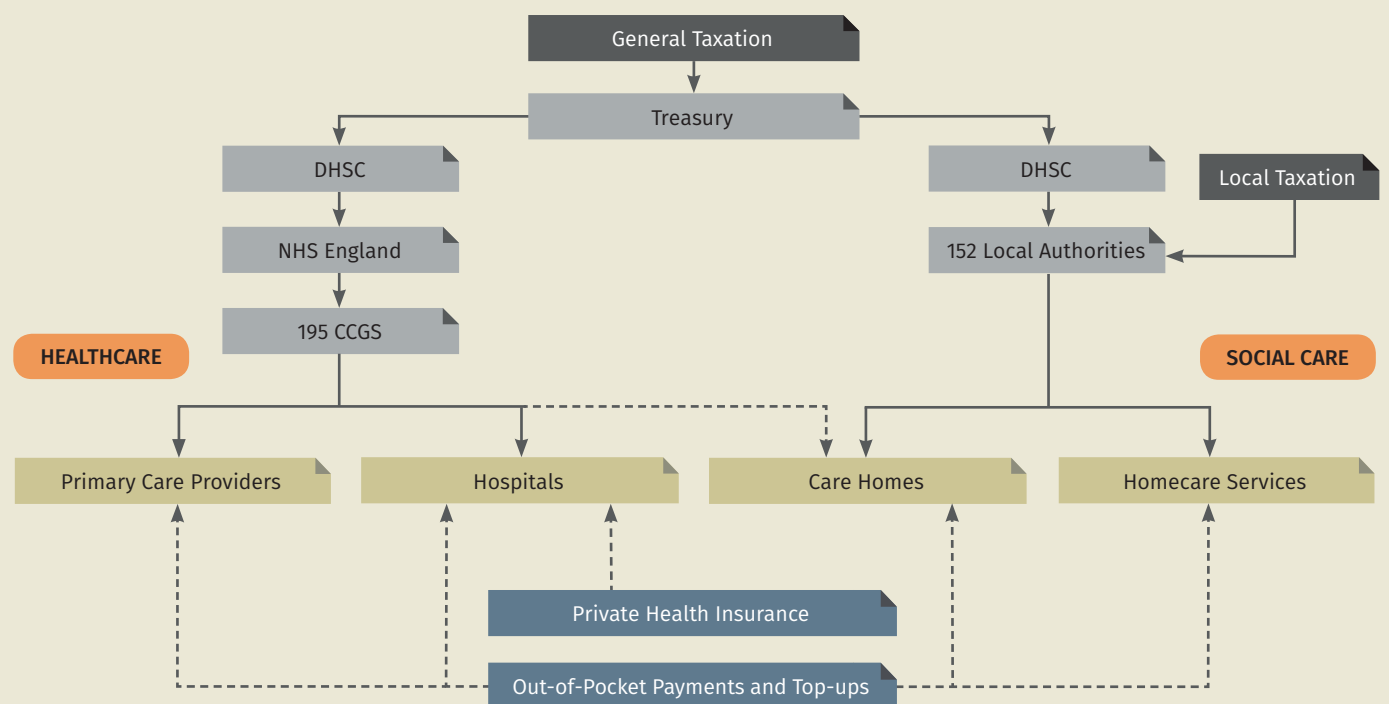 General Taxation
Treasury
DHSC
DHSC
Local Taxation
NHS England
152 Local Authorities
195 CCGS
HEALTHCARE
SOCIAL CARE
Primary Care Providers
Hospitals
Care Homes
Homecare Services
Private Health Insurance
Out-of-Pocket Payments and Top-ups